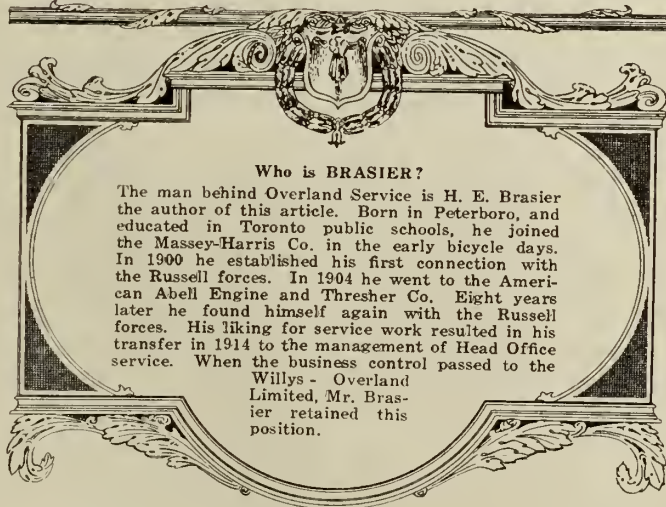 Who is BRASIER?
The man behind Overland Service is H. E. Brasier
the author of this article. Born in Peterboro, and
educated in Toronto public schools, he joined
the Massey-Harris Co. in the early bicycle days.
In 1900 he established his first connection with
the Russell forces. In 1904 he went to the Ameri-
can Abell Engine and Thresher Co. Eight years
later he found himself again with the Russell
forces. His liking for service work resulted in his
transfer in 1914 to the management of Head Office
service. When the business control passed to the
Willys - Overland
Limited, Mr. Bras-
ier retained this
position.